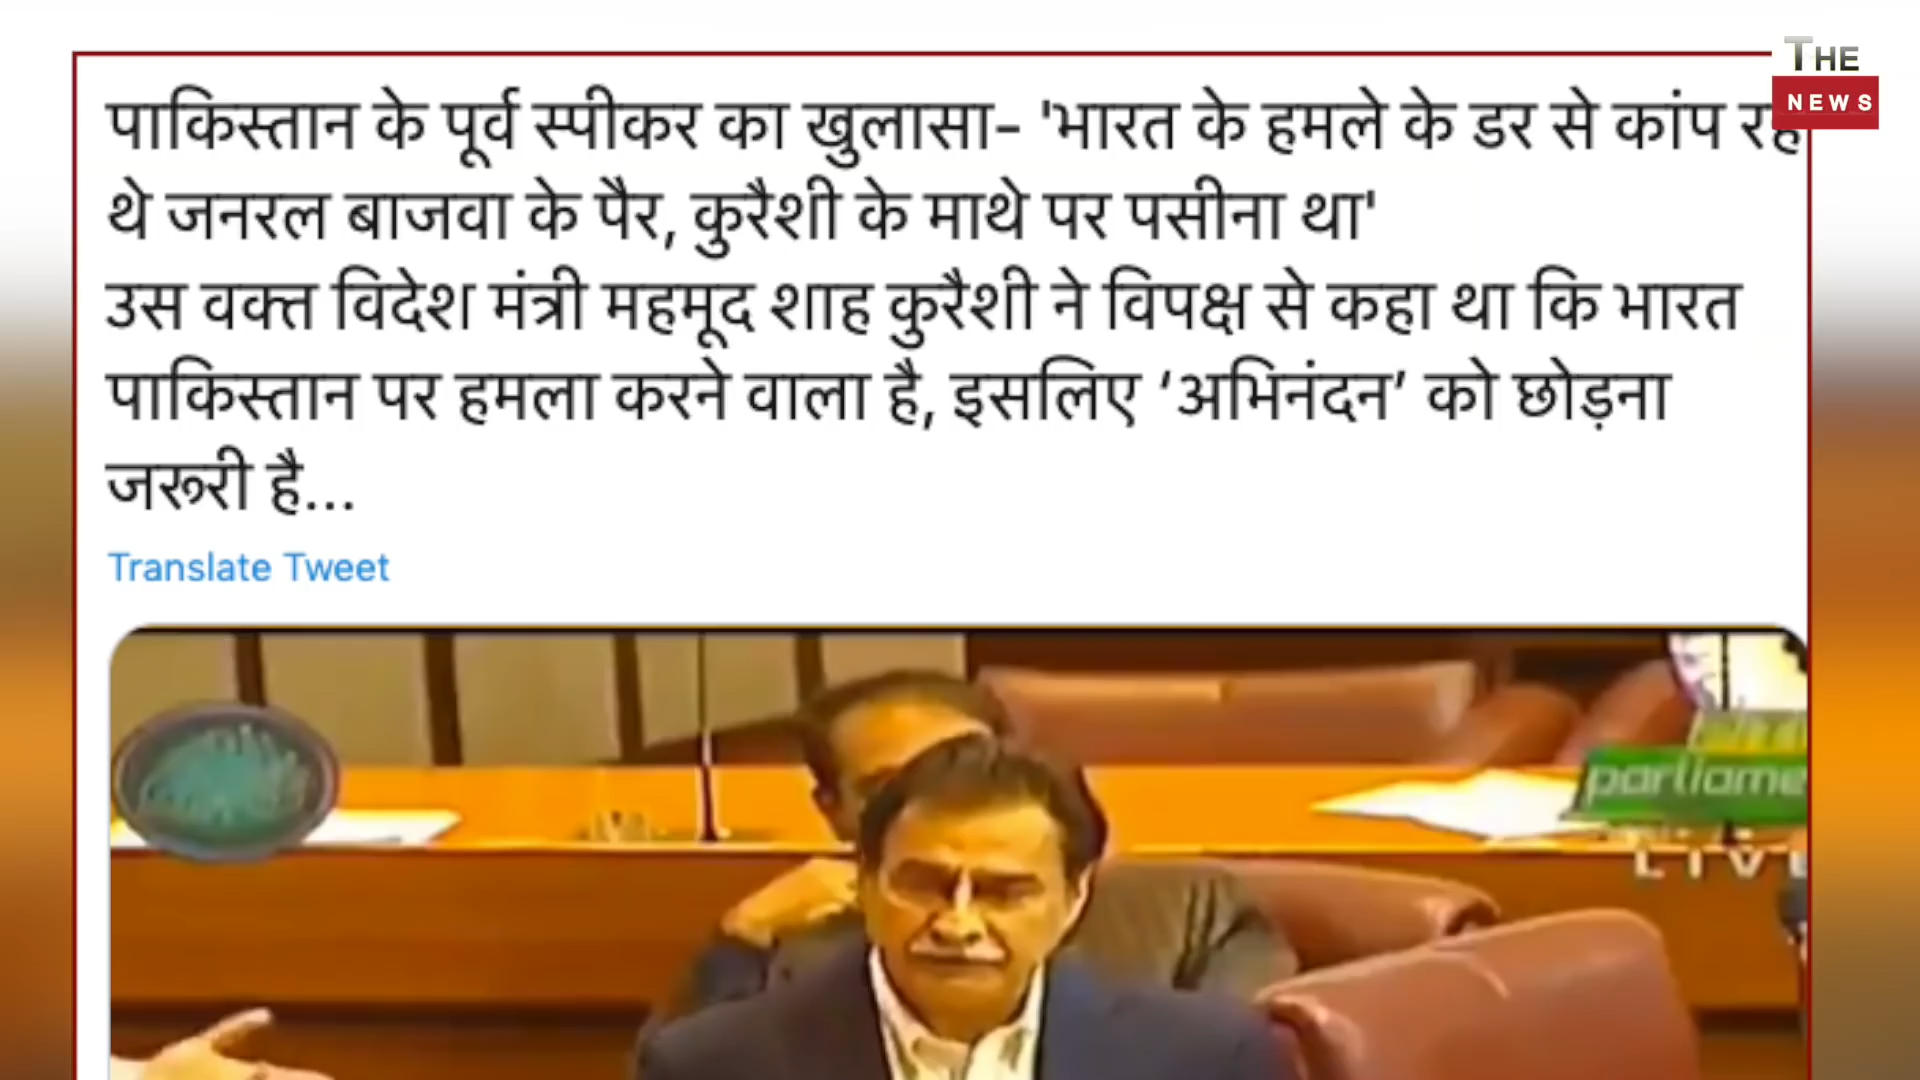 THE
NEWS
पाकिस्तान के पूर्व स्पीकर का खुलासा- 'भारत के हमले के डर से कांप रहे
थे जनरल बाजवा के पैर, कुरैशी के माथे पर पसीना था'
उस वक्त विदेश मंत्री महमूद शाह कुरैशी ने विपक्ष से कहा था कि भारत
पाकिस्तान पर हमला करने वाला है, इसलिए ‘अभिनंदन’ को छोड़ना
जरूरी है...
Translate Tweet
parliame
LIVE